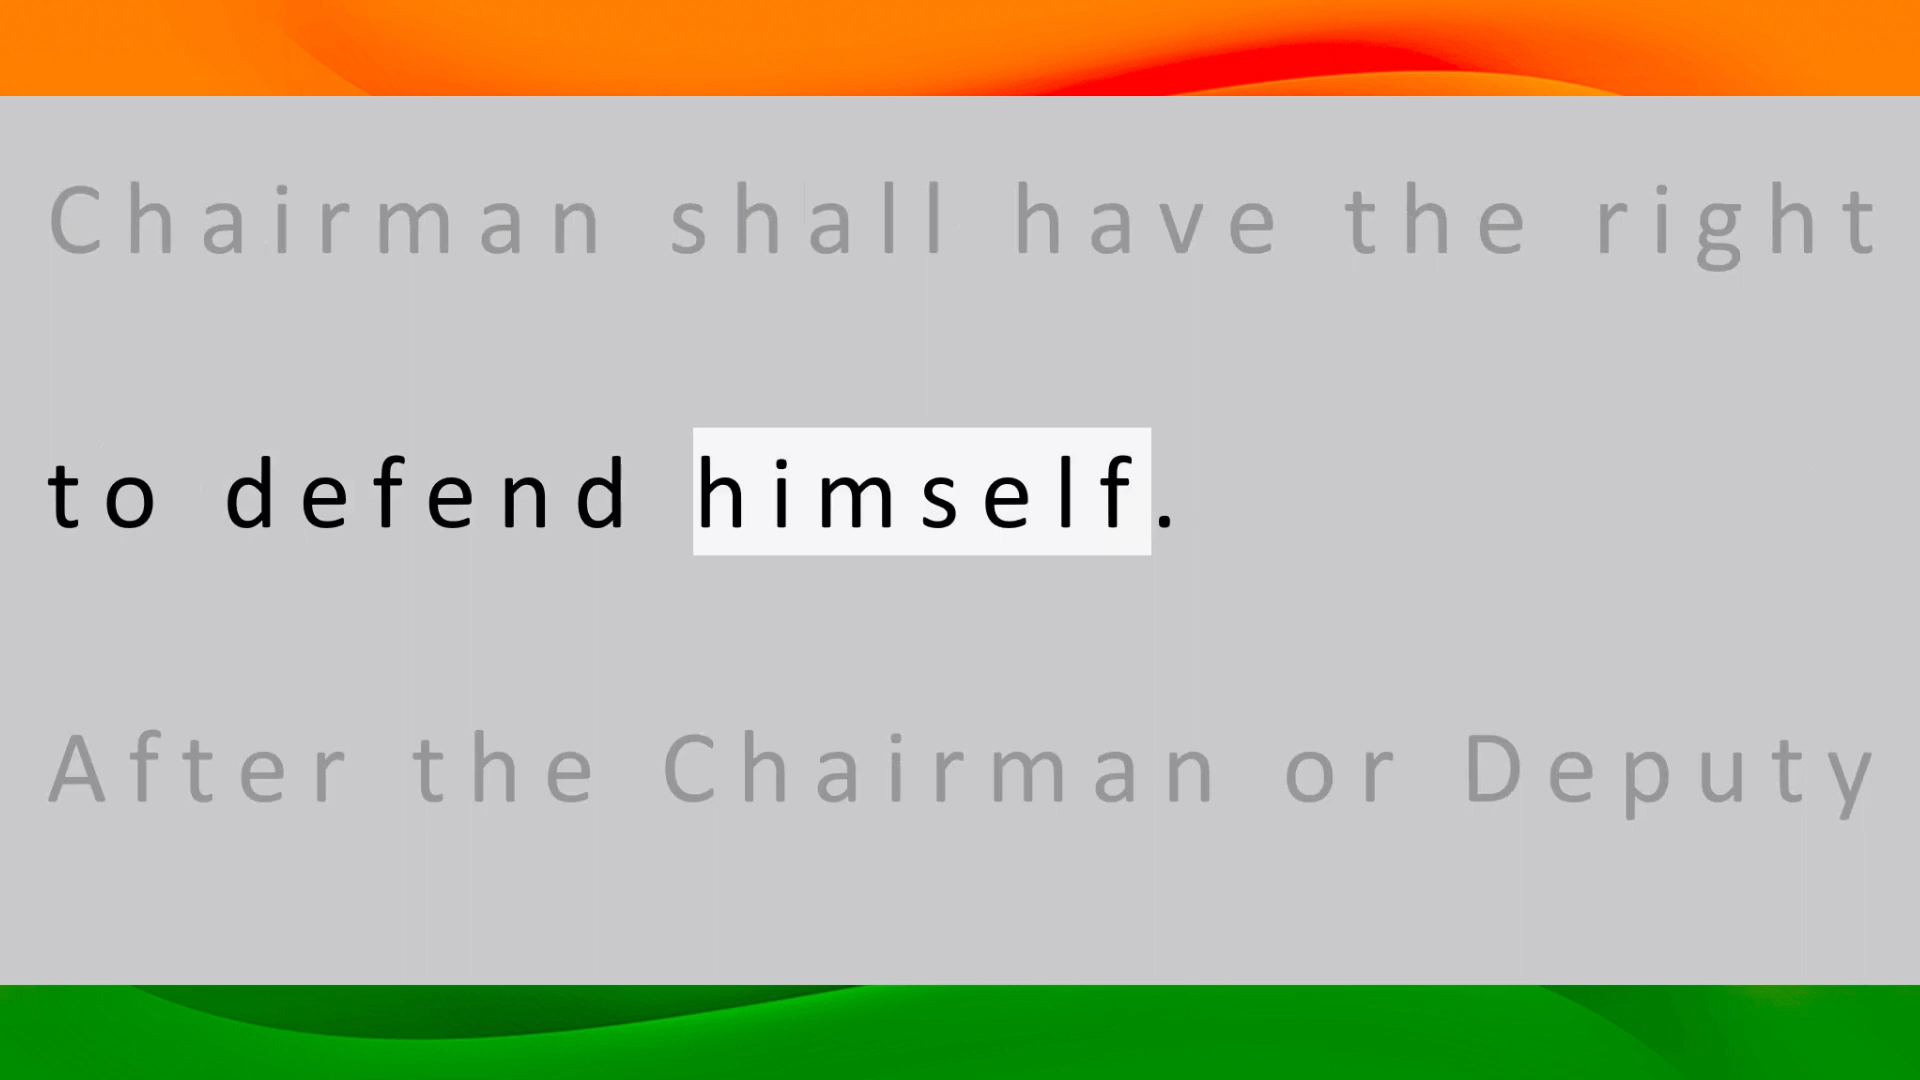 Chairman shall have the right
to defend himself.
After the Chairman or Deputy